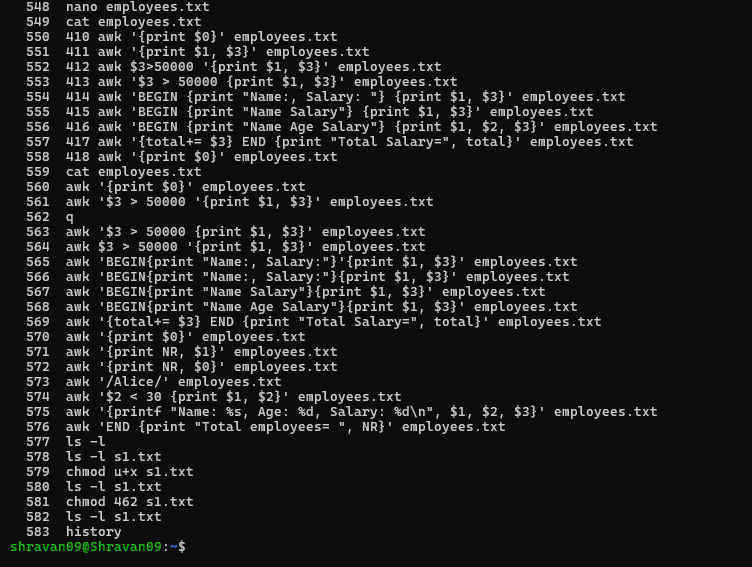 548 nano employees.txt
549 cat employees.txt
550 410 awk '{print $0}' employees.txt
551 411 awk '{print $1, $3}' employees.txt
552 412 awk $3>50000 '{print $1, $3}' employees.txt
553 413 awk '$3 > 50000 {print $1, $3}' employees.txt
554 414 awk 'BEGIN {print "Name:, Salary: "} {print $1, $3}' employees.txt
555 415 awk 'BEGIN {print "Name Salary"} {print $1, $3}' employees.txt
556 416 awk 'BEGIN {print "Name Age Salary"} {print $1, $2, $3}' employees.txt
557 417 awk '{total+= $3} END {print "Total Salary=", total}' employees.txt
558 418 awk '{print $0}' employees.txt
559 cat employees.txt
560 awk '{print $0}' employees.txt
561 awk '$3 > 50000 '{print $1, $3}' employees.txt
562 q
563 awk '$3 > 50000 {print $1, $3}' employees.txt
564 awk $3 > 50000 '{print $1, $3}' employees.txt
565 awk 'BEGIN{print "Name:, Salary:"}'{print $1, $3}' employees.txt
566 awk 'BEGIN{print "Name:, Salary:"}{print $1, $3}' employees.txt
567 awk 'BEGIN{print "Name Salary"}{print $1, $3}' employees.txt
568 awk 'BEGIN{print "Name Age Salary"}{print $1, $3}' employees.txt
569 awk '{total+= $3} END {print "Total Salary=", total}' employees.txt
570 awk '{print $0}' employees.txt
571 awk '{print NR, $1}' employees.txt
572 awk '{print NR, $0}' employees.txt
573 awk '/Alice/' employees.txt
574 awk '$2 < 30 {print $1, $2}' employees.txt
575 awk '{printf "Name: %s, Age: %d, Salary: %d\n", $1, $2, $3}' employees.txt
576 awk 'END {print "Total employees= ", NR}' employees.txt
577 ls -l
578 ls -l s1.txt
579 chmod u+x s1.txt
580 ls -l s1.txt
581 chmod 462 s1.txt
582 ls -l s1.txt
583 history
shravan09@Shravan09:~$